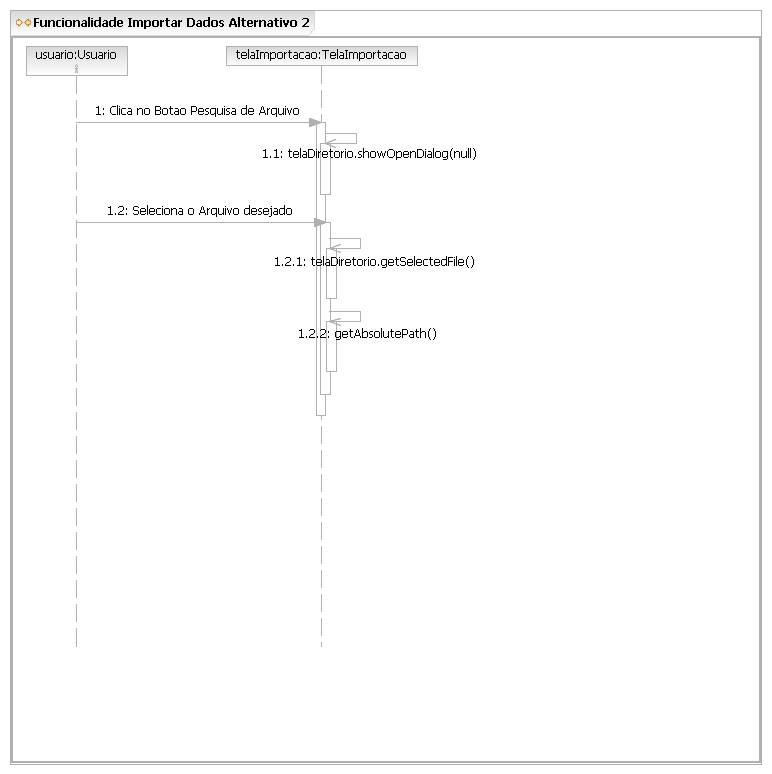 Funcionalidade Importar Dados Alternativo 2
usuario:Usuario
telaImportacao:TelaImportacao
1: Clica no Botao Pesquisa de Arquivo
1.1: telaDiretorio.showOpenDialog(null)
1.2: Seleciona o Arquivo desejado
1.2.1: telaDiretorio.getSelectedFile()
1.2.2: getAbsolutePath()